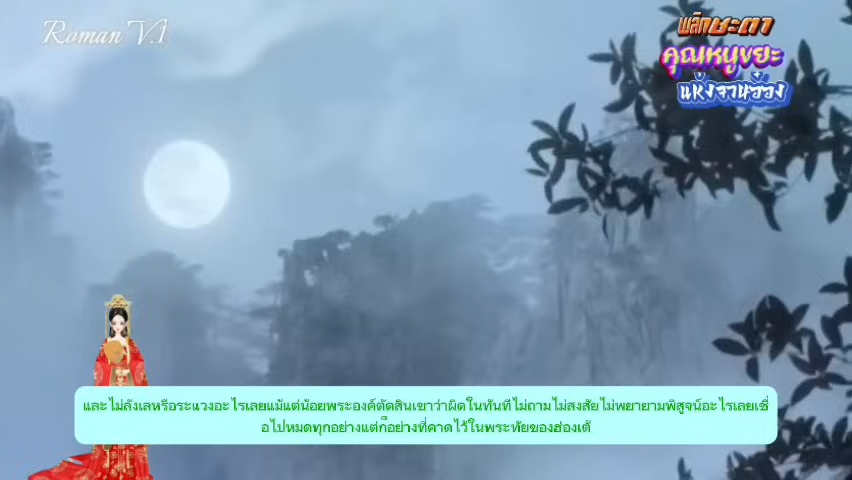 Roman V.1
พลิกชะตา
คุณหนูขยะ
แห่งจวนอ๋อง
และไม่ลังเลหรือระแวงอะไรเลยแม้แต่น้อยพระองค์ตัดสินเขาว่าผิดในทันทีไม่ถามไม่สงสัยไม่พยายามพิสูจน์อะไรเลยเชื่
อไปหมดทุกอย่างแต่ก็อย่างที่คาดไว้ในพระทัยของฮ่องเต้